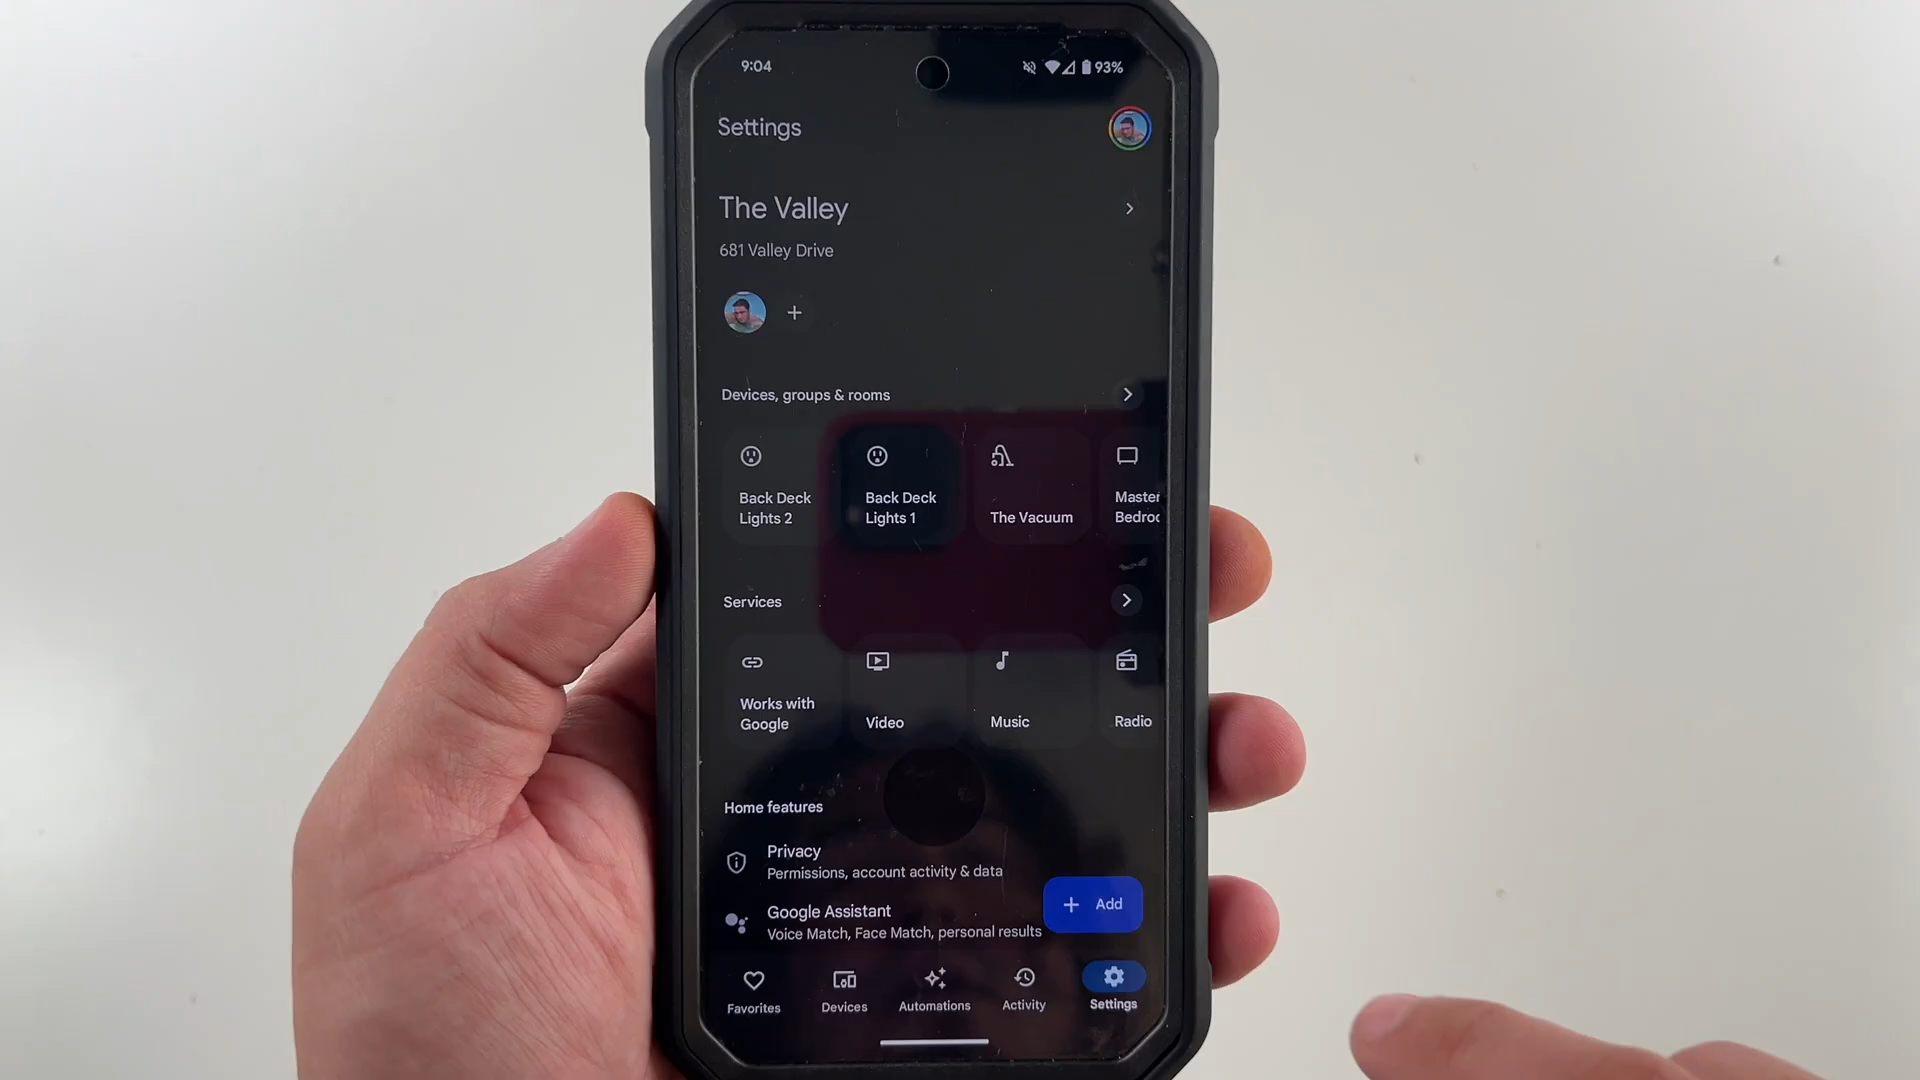 9:04
93%
Settings
The Valley
681 Valley Drive
Devices, groups & rooms
Back Deck
Lights 2
Back Deck
Lights 1
The Vacuum
Master
Bedroo
Services
Works with
Google
Video
Music
Radio
Home features
Privacy
Permissions, account activity & data
Add
Google Assistant
Voice Match, Face Match, personal results
Favorites
Devices
Automations
Activity
Settings